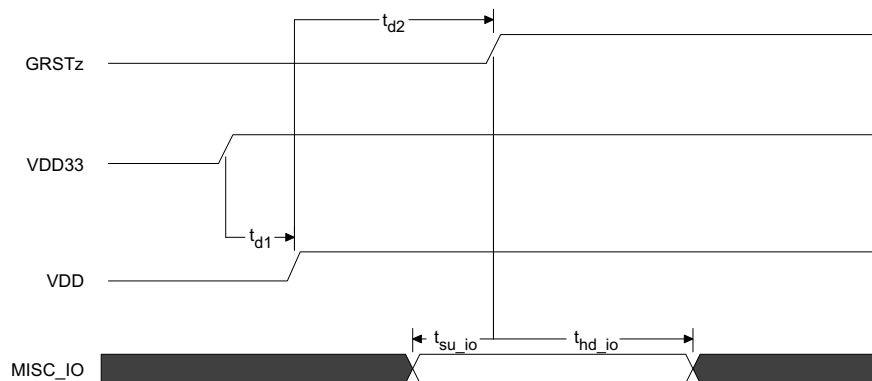 t_d2
GRSTz
VDD33
t_d1
VDD
t_su_io
t_hd_io
MISC_IO